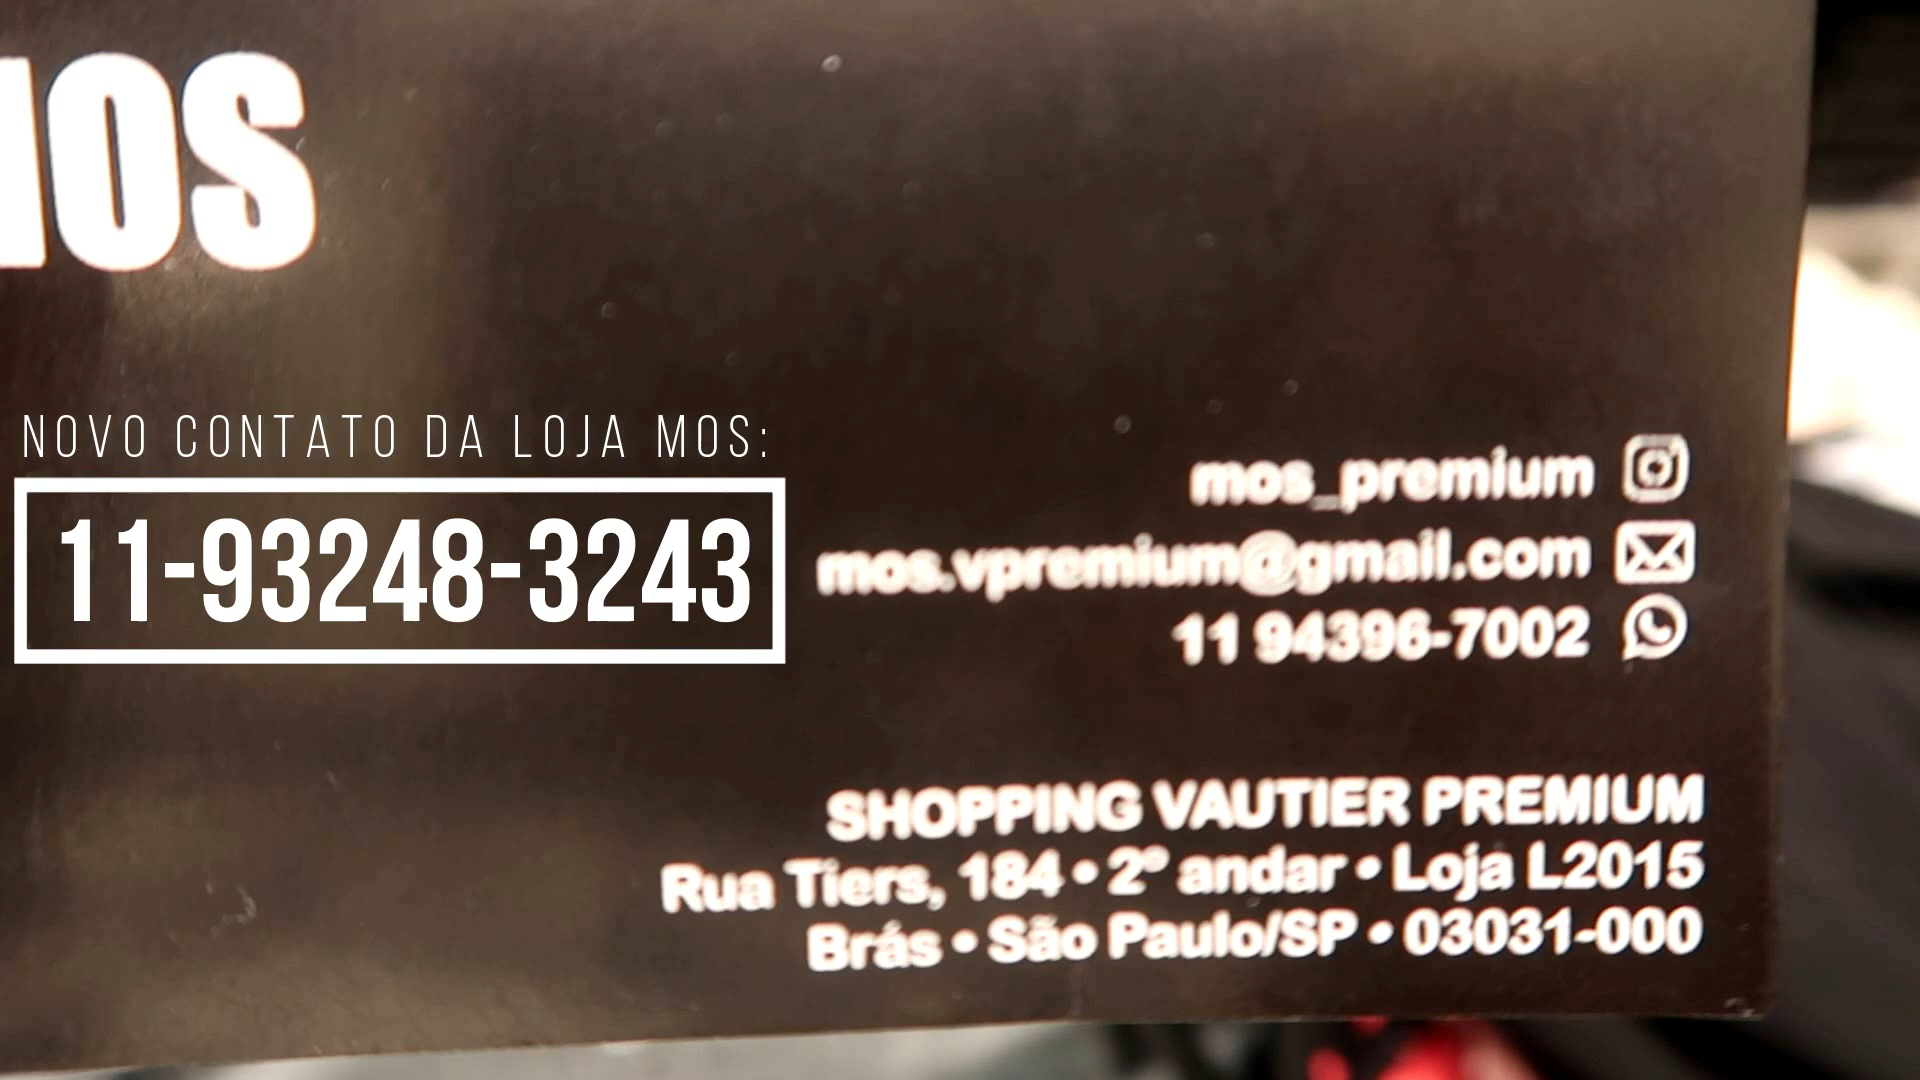 MOS
NOVO CONTATO DA LOJA MOS:
11-93248-3243
mos_premium
mos.vpremium@gmail.com
11 94396-7002
SHOPPING VAUTIER PREMIUM
Rua Tiers, 184 • 2º andar • Loja L2015
Brás • São Paulo/SP • 03031-000